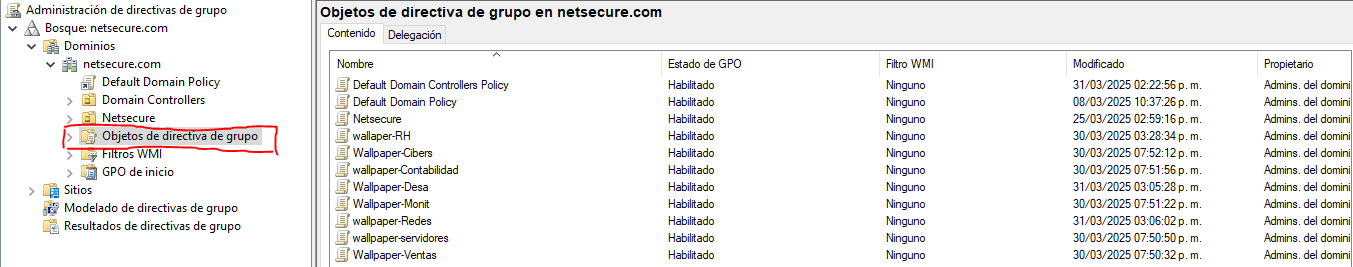 Administración de directivas de grupo
Bosque: netsecure.com
Dominios
netsecure.com
Default Domain Policy
Domain Controllers
Netsecure
Objetos de directiva de grupo
Filtros WMI
GPO de inicio
Sitios
Modelado de directivas de grupo
Resultados de directivas de grupo
Objetos de directiva de grupo en netsecure.com
Contenido Delegación
Nombre Estado de GPO Filtro WMI Modificado Propietario
Default Domain Controllers Policy Habilitado Ninguno 31/03/2025 02:22:56 p. m. Admins. del domini
Default Domain Policy Habilitado Ninguno 08/03/2025 10:37:26 p. m. Admins. del domini
Netsecure Habilitado Ninguno 25/03/2025 02:59:16 p. m. Admins. del domini
wallaper-RH Habilitado Ninguno 30/03/2025 03:28:34 p. m. Admins. del domini
Wallpaper-Cibers Habilitado Ninguno 30/03/2025 07:52:12 p. m. Admins. del domini
wallpaper-Contabilidad Habilitado Ninguno 30/03/2025 07:51:56 p. m. Admins. del domini
Wallpaper-Desa Habilitado Ninguno 31/03/2025 03:05:28 p. m. Admins. del domini
Wallpaper-Monit Habilitado Ninguno 30/03/2025 07:51:22 p. m. Admins. del domini
wallpaper-Redes Habilitado Ninguno 31/03/2025 03:06:02 p. m. Admins. del domini
wallpaper-servidores Habilitado Ninguno 30/03/2025 07:50:50 p. m. Admins. del domini
Wallpaper-Ventas Habilitado Ninguno 30/03/2025 07:50:32 p. m. Admins. del domini